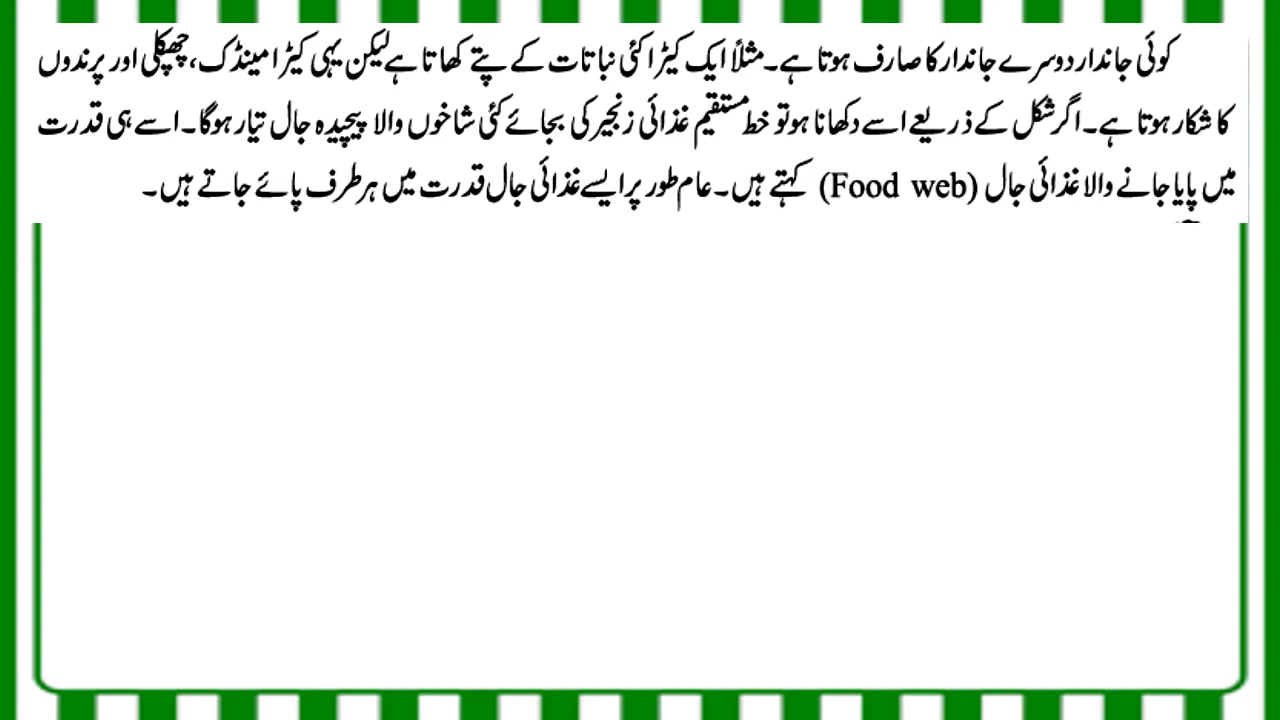 کوئی جاندار دوسرے جاندار کا صارف ہوتا ہے۔ مثلاً ایک کیڑا کئی نباتات کے پتے کھاتا ہے لیکن یہی کیڑا مینڈک، چھپکلی اور پرندوں
کا شکار ہوتا ہے۔ اگر شکل کے ذریعے اسے دکھانا ہو تو خط مستقیم غذائی زنجیر کی بجائے کئی شاخوں والا پیچیدہ جال تیار ہوگا۔ اسے ہی قدرت
میں پایا جانے والا غذائی جال (Food web) کہتے ہیں۔ عام طور پر ایسے غذائی جال قدرت میں ہر طرف پائے جاتے ہیں۔